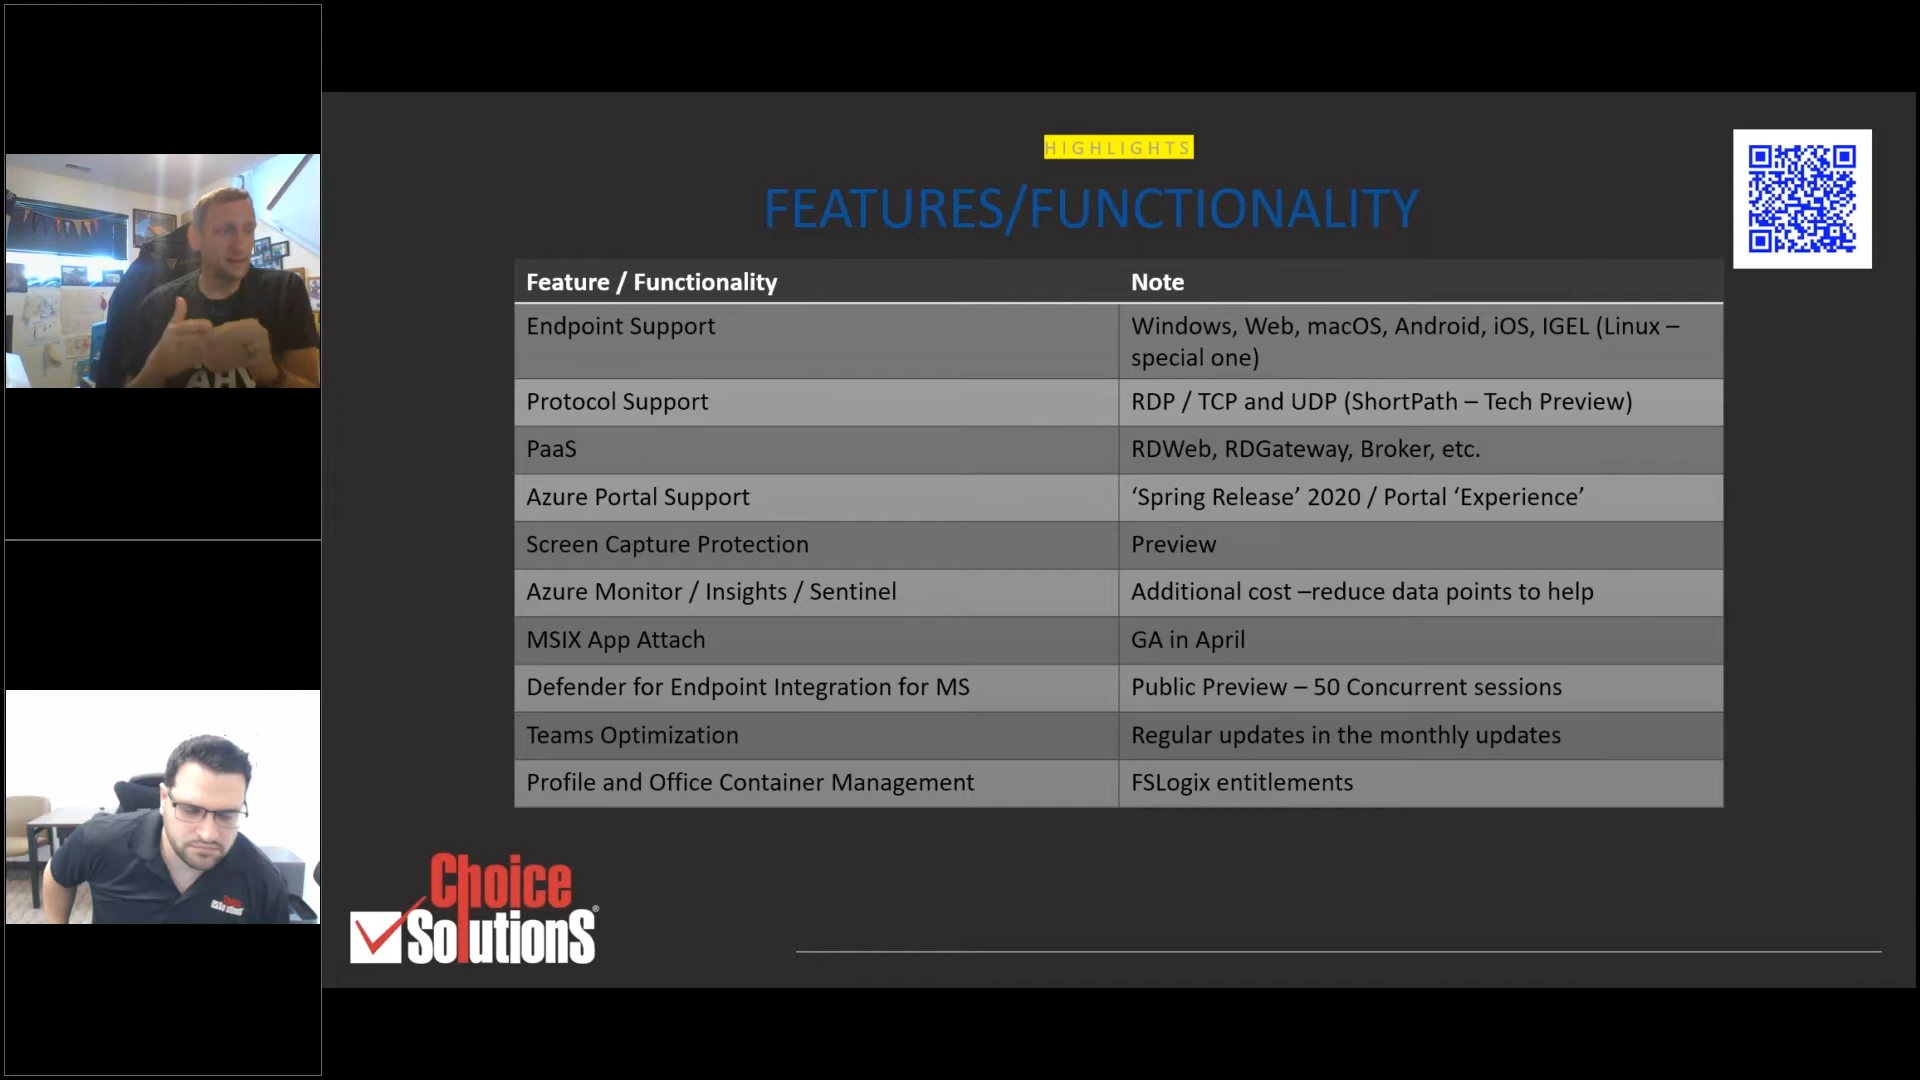 HIGHLIGHTS
FEATURES/FUNCTIONALITY
Feature / Functionality
Note
Endpoint Support
Windows, Web, macOS, Android, iOS, IGEL (Linux –
special one)
Protocol Support
RDP / TCP and UDP (ShortPath – Tech Preview)
PaaS
RDWeb, RDGateway, Broker, etc.
Azure Portal Support
‘Spring Release’ 2020 / Portal ‘Experience’
Screen Capture Protection
Preview
Azure Monitor / Insights / Sentinel
Additional cost –reduce data points to help
MSIX App Attach
GA in April
Defender for Endpoint Integration for MS
Public Preview – 50 Concurrent sessions
Teams Optimization
Regular updates in the monthly updates
Profile and Office Container Management
FSLogix entitlements
Choice
Solutions®
Choice
Solutions